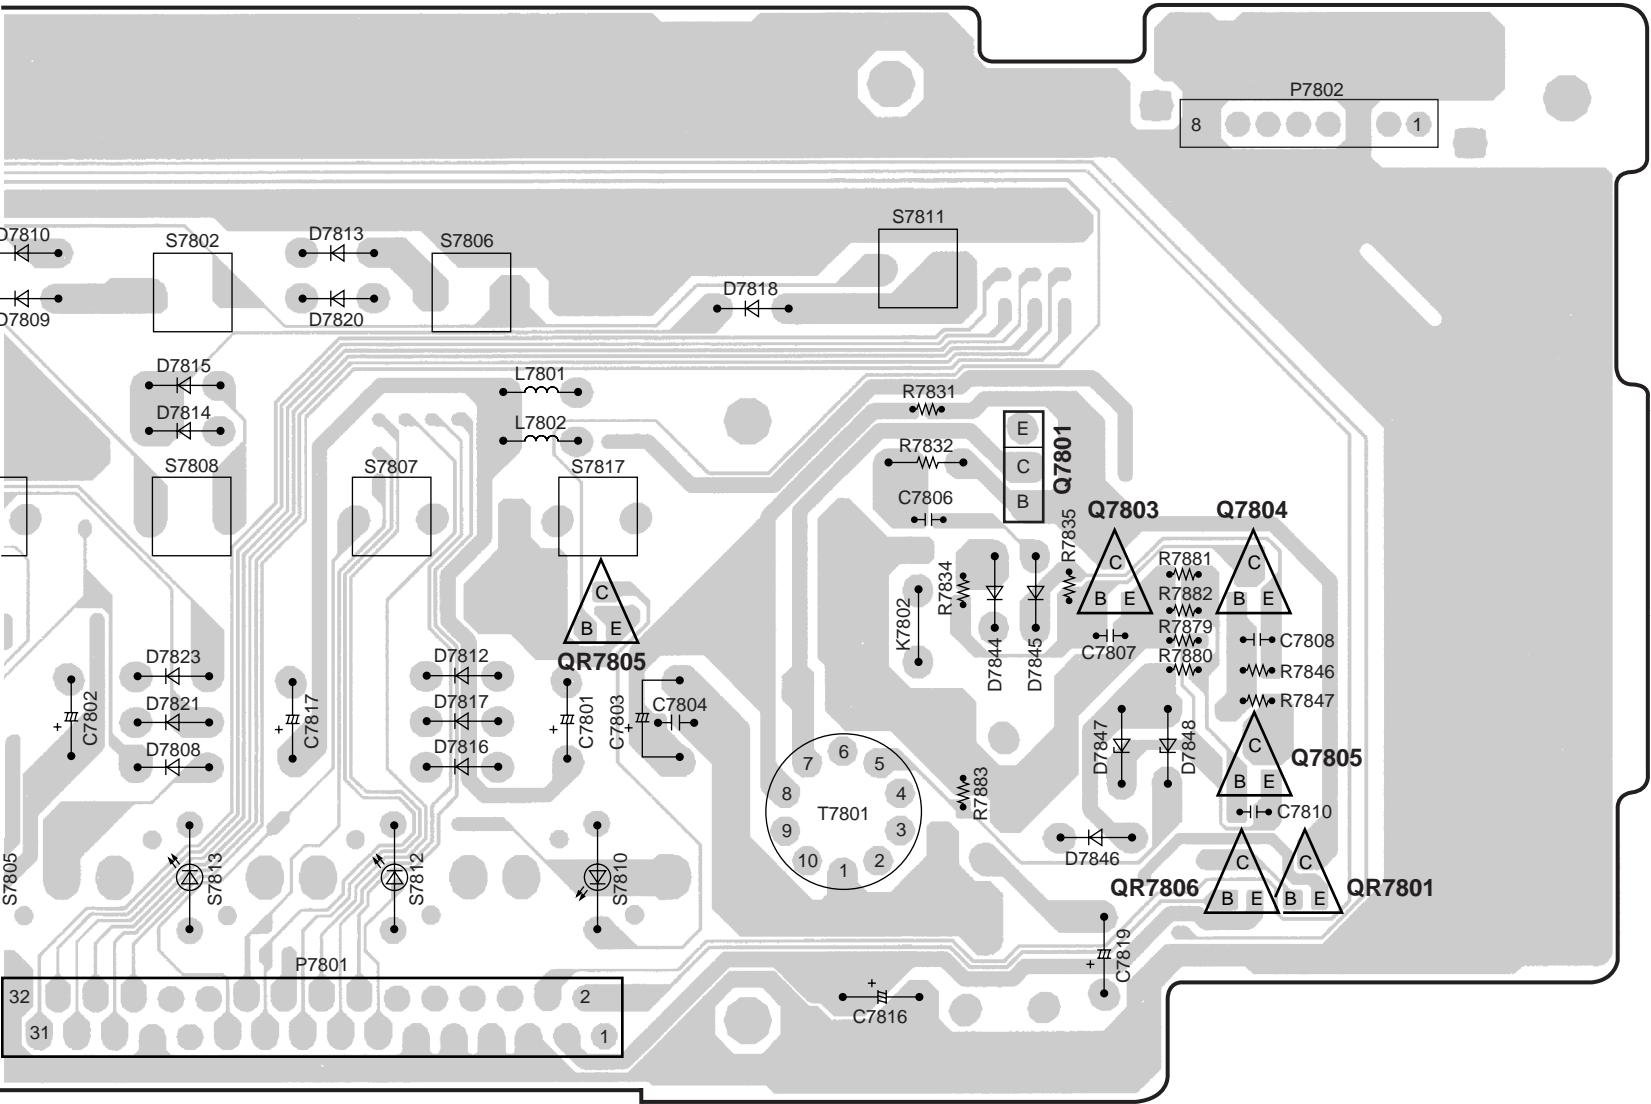 P7802
8 1
S7811
D7810
S7802
D7813
S7806
D7818
D7809
D7820
D7815
L7801
R7831
D7814
L7802
E
C
B
Q7801
R7832
S7808
S7807
S7817
C7806
Q7803
Q7804
R7835
C
B E
C
B E
R7881
R7882
R7879
R7880
R7834
K7802
D7844
D7845
C7807
C7808
R7846
R7847
C
B E
QR7805
D7823
D7812
C7802
+
D7821
C7817
+
D7817
C7801
+
C7803
+
C7804
D7808
D7816
D7847
D7848
C
B E
Q7805
7 6 5
8 4
T7801
9 3
10 1 2
R7883
C7810
D7846
S7805
S7813
S7812
S7810
QR7806
C
B E
C
B E
QR7801
C7819
+
P7801
32 2
31 1
+
C7816